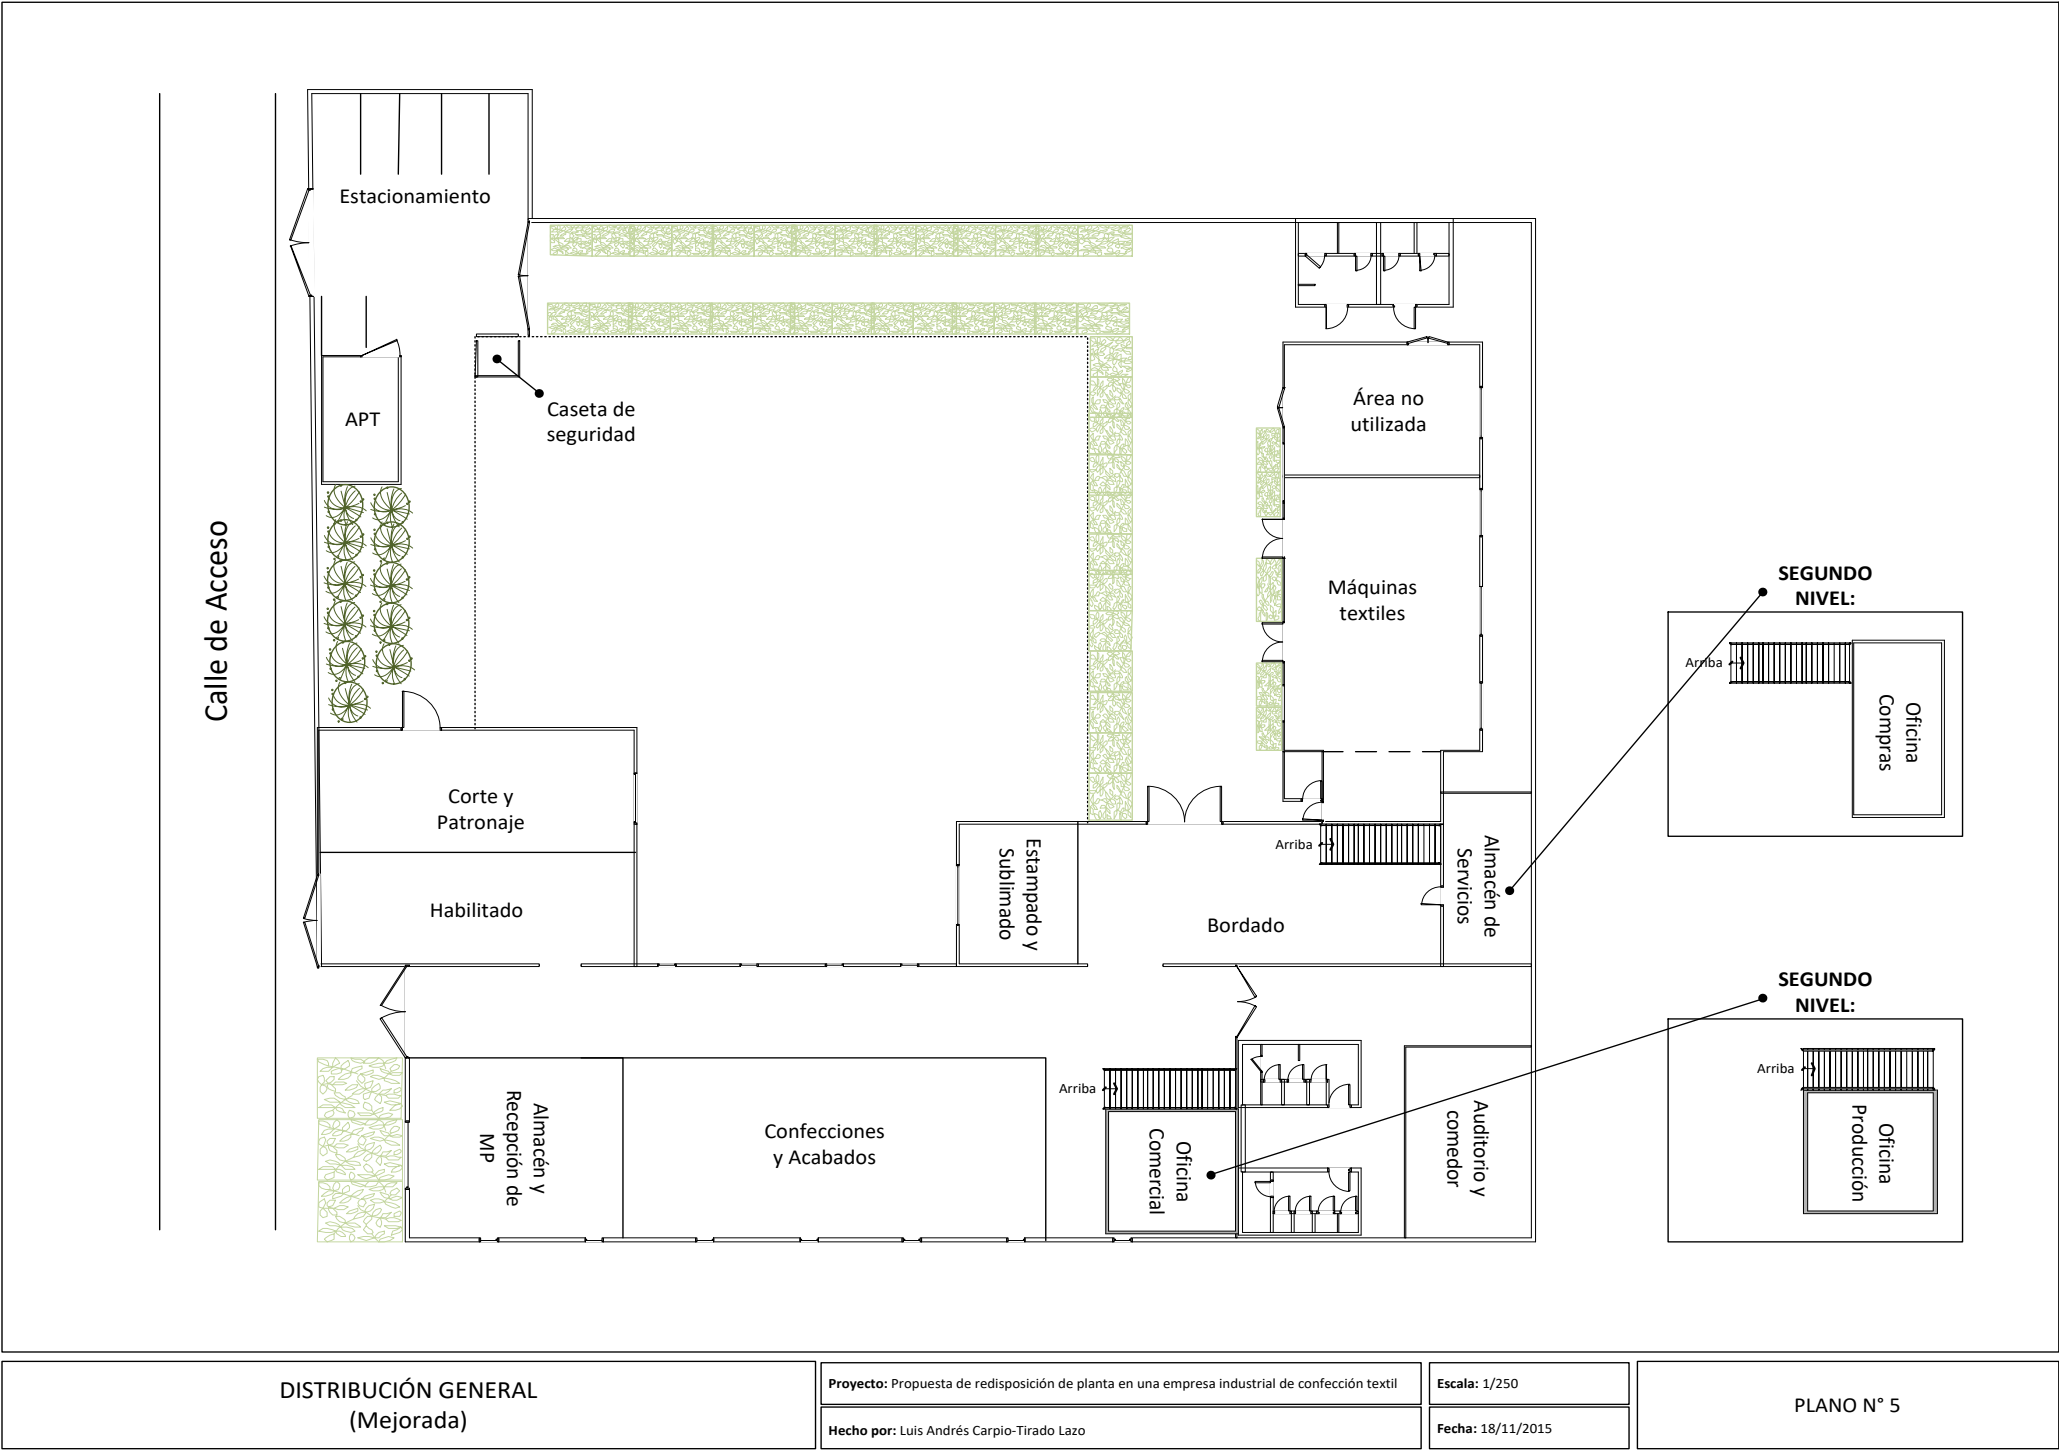 Estacionamiento
Caseta de
seguridad
APT
Área no
utilizada
Calle de Acceso
Máquinas
textiles
SEGUNDO
NIVEL:
Arriba
Oficina
Compras
Corte y
Patronaje
Habilitado
Estampado y
Sublimado
Arriba
Bordado
Almacén de
Servicios
SEGUNDO
NIVEL:
Arriba
Oficina
Producción
Almacén y
Recepción de
MP
Confecciones
y Acabados
Arriba
Oficina
Comercial
Auditorio y
comedor
DISTRIBUCIÓN GENERAL
(Mejorada)
Proyecto: Propuesta de redisposición de planta en una empresa industrial de confección textil
Hecho por: Luis Andrés Carpio-Tirado Lazo
Escala: 1/250
Fecha: 18/11/2015
PLANO N° 5